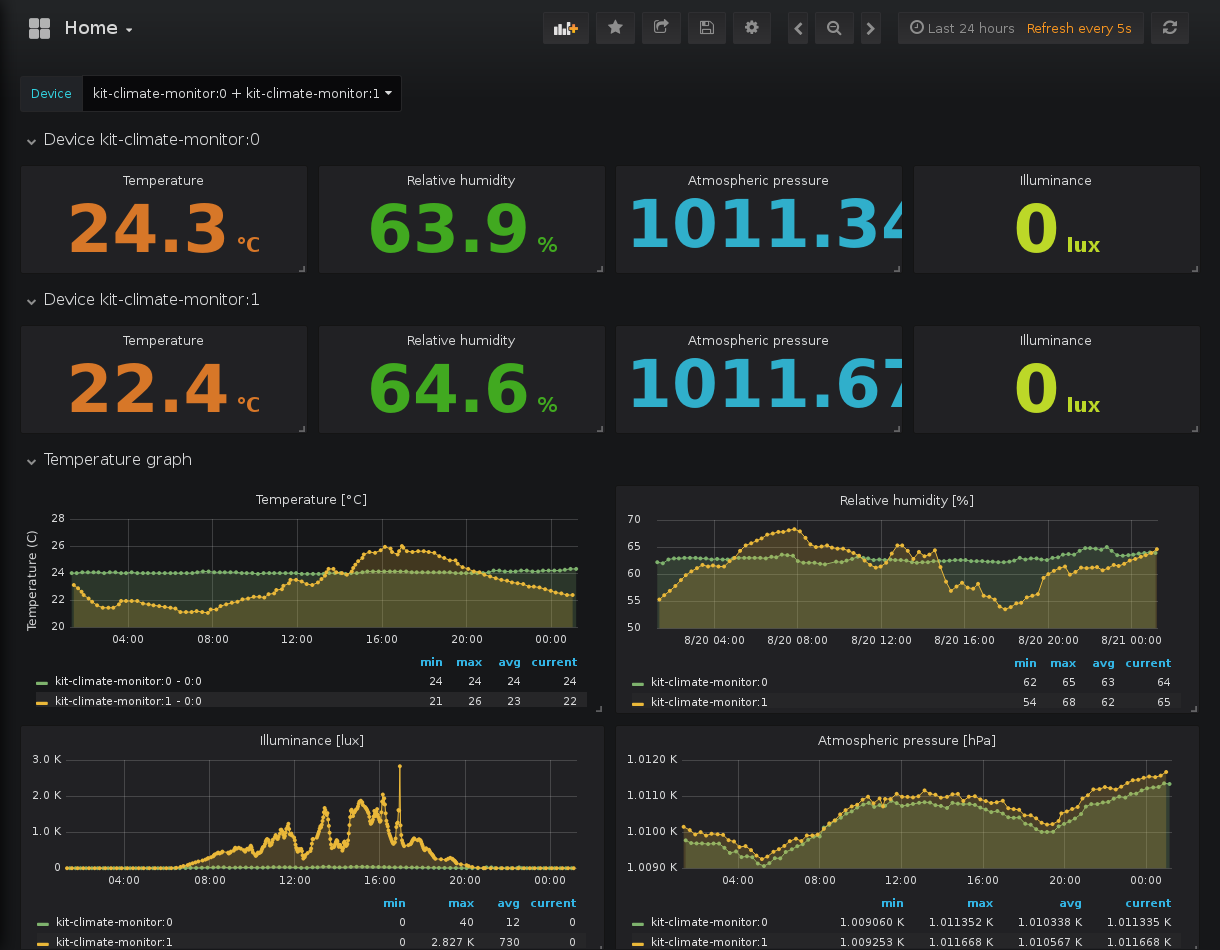 Home
Last 24 hours Refresh every 5s
Device kit-climate-monitor:0 + kit-climate-monitor:1
Device kit-climate-monitor:0
Temperature Relative humidity Atmospheric pressure Illuminance
24.3 °C 63.9 % 1011.34 0 lux
Device kit-climate-monitor:1
Temperature Relative humidity Atmospheric pressure Illuminance
22.4 °C 64.6 % 1011.67 0 lux
Temperature graph
Temperature [°C]
Temperature (C)
28
26
24
22
20
04:00 08:00 12:00 16:00 20:00 00:00
min max avg current
kit-climate-monitor:0 - 0:0 24 24 24 24
kit-climate-monitor:1 - 0:0 21 26 23 22
Relative humidity [%]
70
65
60
55
50
8/20 04:00 8/20 08:00 8/20 12:00 8/20 16:00 8/20 20:00 8/21 00:00
min max avg current
kit-climate-monitor:0 62 65 63 64
kit-climate-monitor:1 54 68 62 65
Illuminance [lux]
3.0 K
2.0 K
1.0 K
0
04:00 08:00 12:00 16:00 20:00 00:00
min max avg current
kit-climate-monitor:0 0 40 12 0
kit-climate-monitor:1 0 2.827 K 730 0
Atmospheric pressure [hPa]
1.0120 K
1.0110 K
1.0100 K
1.0090 K
04:00 08:00 12:00 16:00 20:00 00:00
min max avg current
kit-climate-monitor:0 1.009060 K 1.011352 K 1.010338 K 1.011335 K
kit-climate-monitor:1 1.009253 K 1.011668 K 1.010567 K 1.011668 K